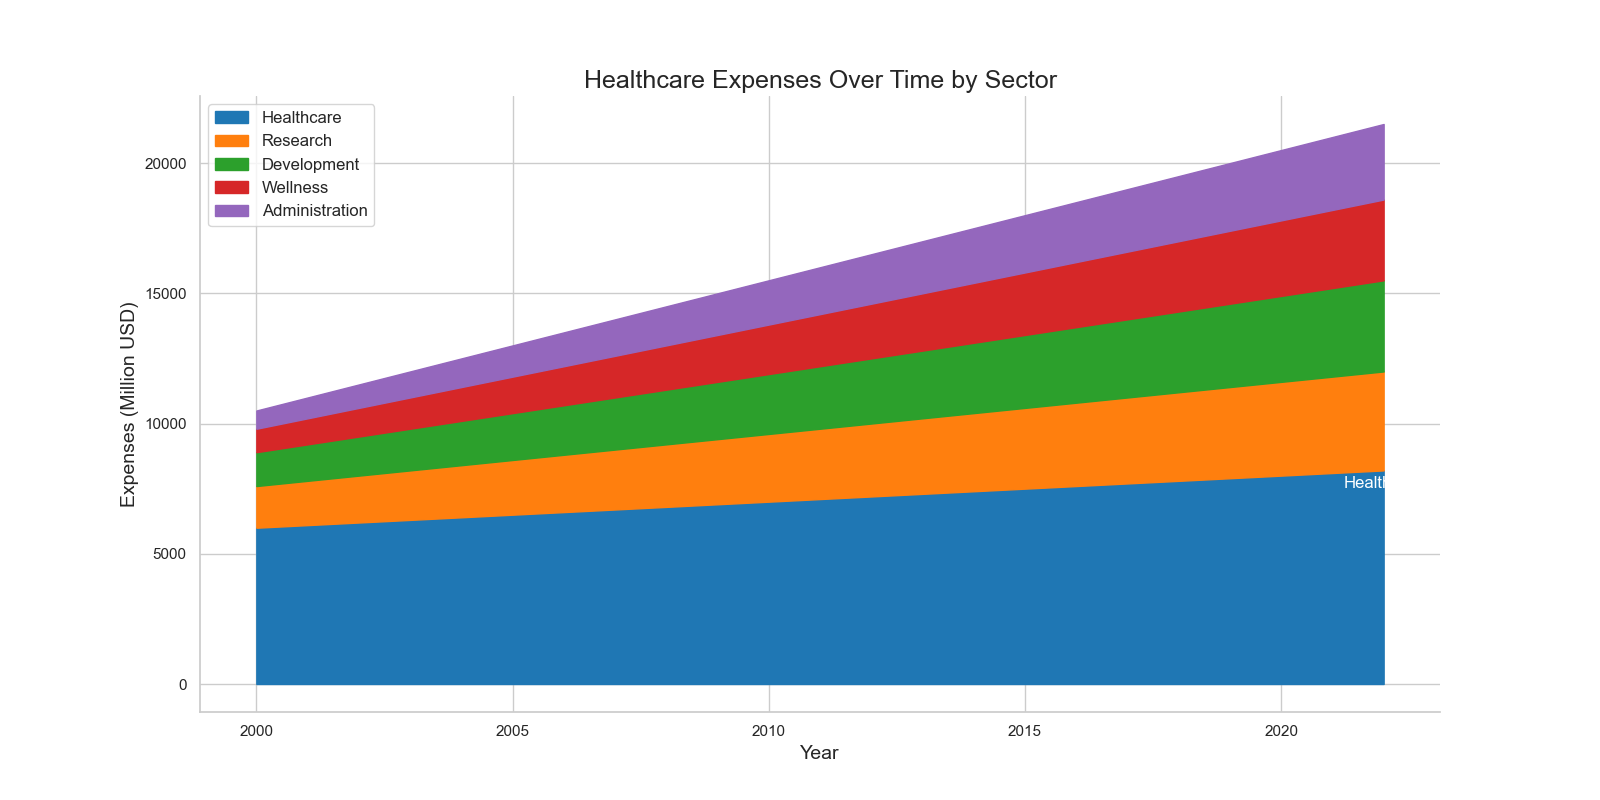 Healthcare Expenses Over Time by Sector
Healthcare
Research
Development
Wellness
Administration
Expenses (Million USD)
20000
15000
10000
5000
0
Health
2000 2005 2010 2015 2020
Year